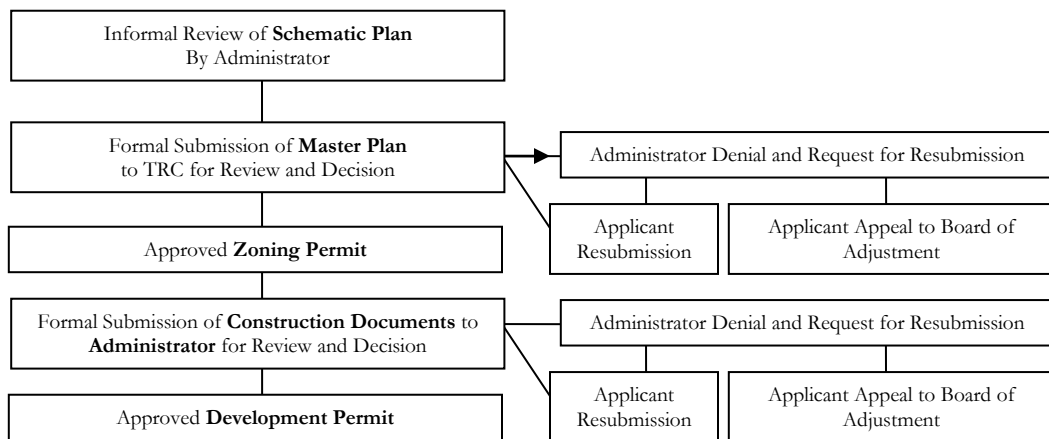 Informal Review of Schematic Plan
By Administrator
Formal Submission of Master Plan
to TRC for Review and Decision
Administrator Denial and Request for Resubmission
Applicant
Resubmission
Applicant Appeal to Board of
Adjustment
Approved Zoning Permit
Formal Submission of Construction Documents to
Administrator for Review and Decision
Administrator Denial and Request for Resubmission
Applicant
Resubmission
Applicant Appeal to Board of
Adjustment
Approved Development Permit